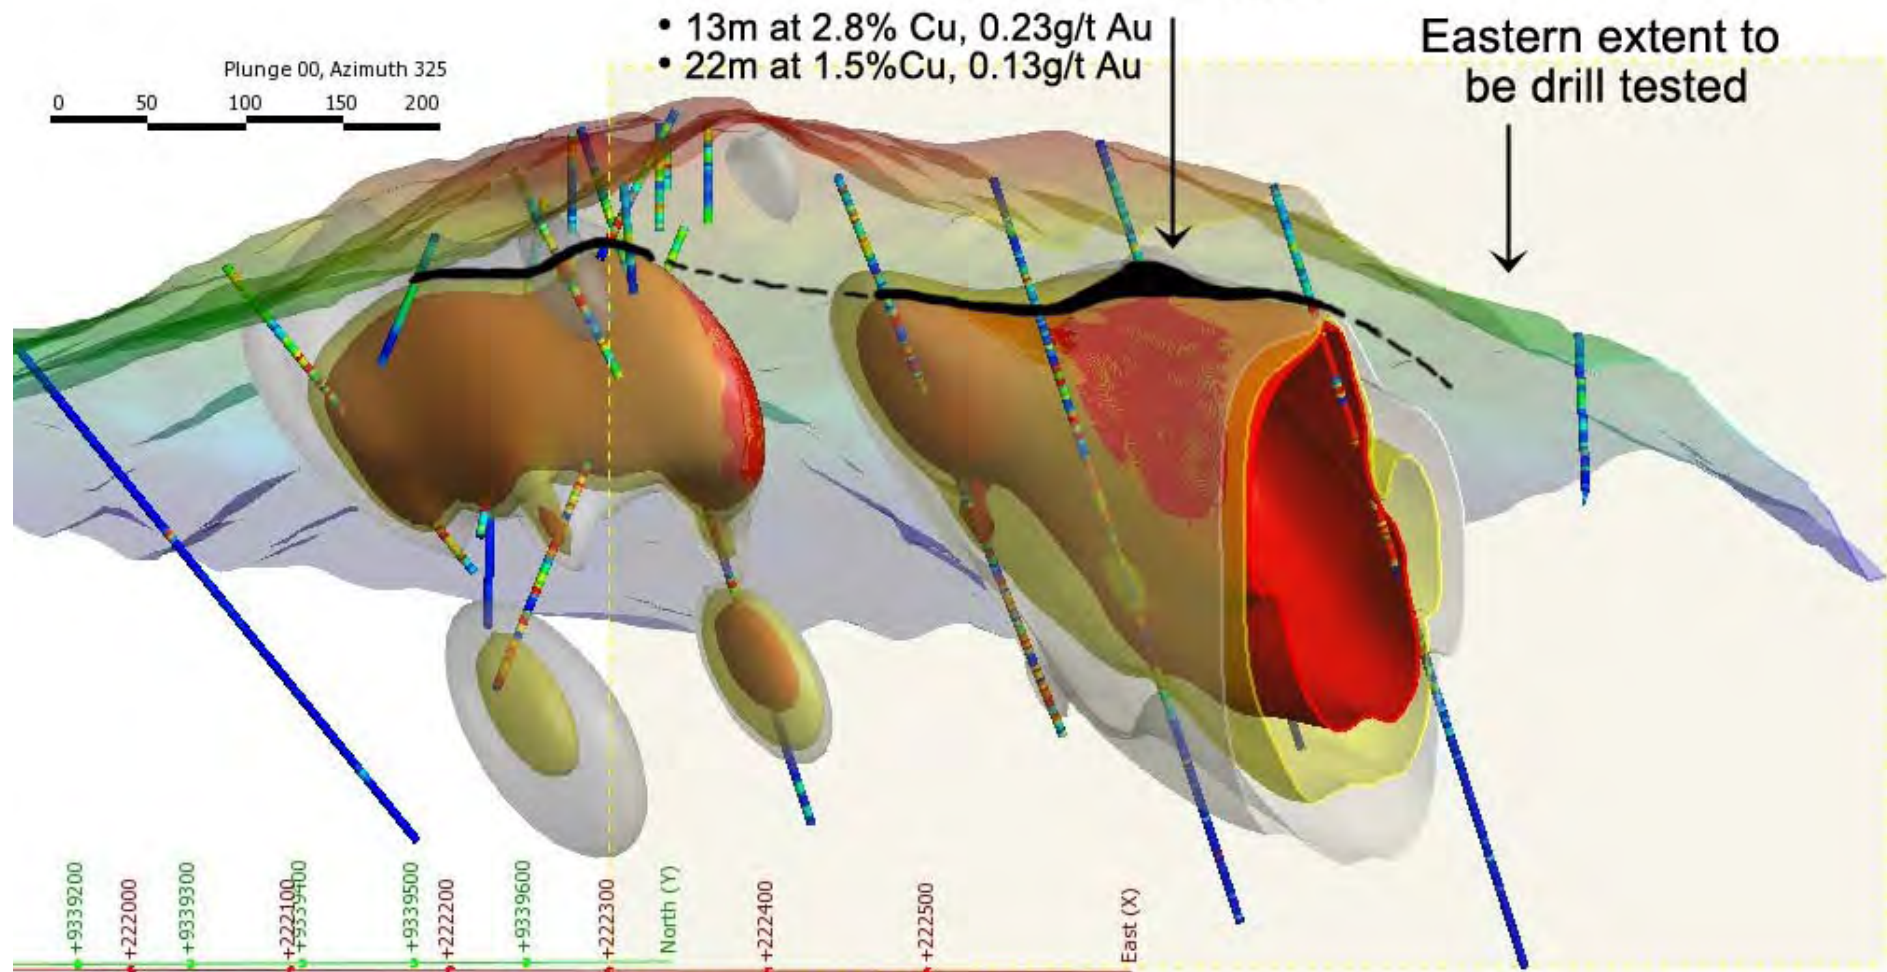 • 13m at 2.8% Cu, 0.23g/t Au
• 22m at 1.5%Cu, 0.13g/t Au
Eastern extent to
be drill tested
Plunge 00, Azimuth 325
0 50 100 150 200
+9339200
+222000
+9339300
+222100
+9339400
+9339500
+222200
+9339600
+222300
North (Y)
+222400
+222500
East (X)